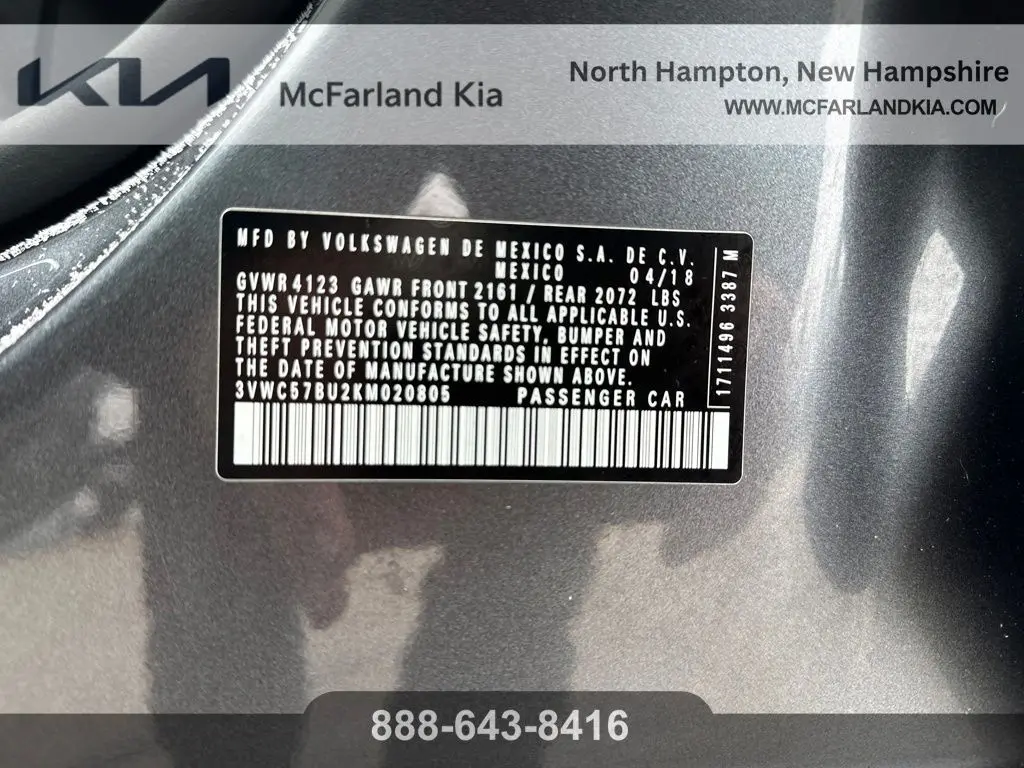 KIA
McFarland Kia
North Hampton, New Hampshire
WWW.MCFARLANDKIA.COM
MFD BY VOLKSWAGEN DE MEXICO S.A. DE C.V.
MEXICO 04/18
GVWR 4123 GAWR FRONT 2161 / REAR 2072 LBS
THIS VEHICLE CONFORMS TO ALL APPLICABLE U.S.
FEDERAL MOTOR VEHICLE SAFETY, BUMPER AND
THEFT PREVENTION STANDARDS IN EFFECT ON
THE DATE OF MANUFACTURE SHOWN ABOVE.
3VWC57BU2KM020805 PASSENGER CAR
1711496 3387 M
888-643-8416